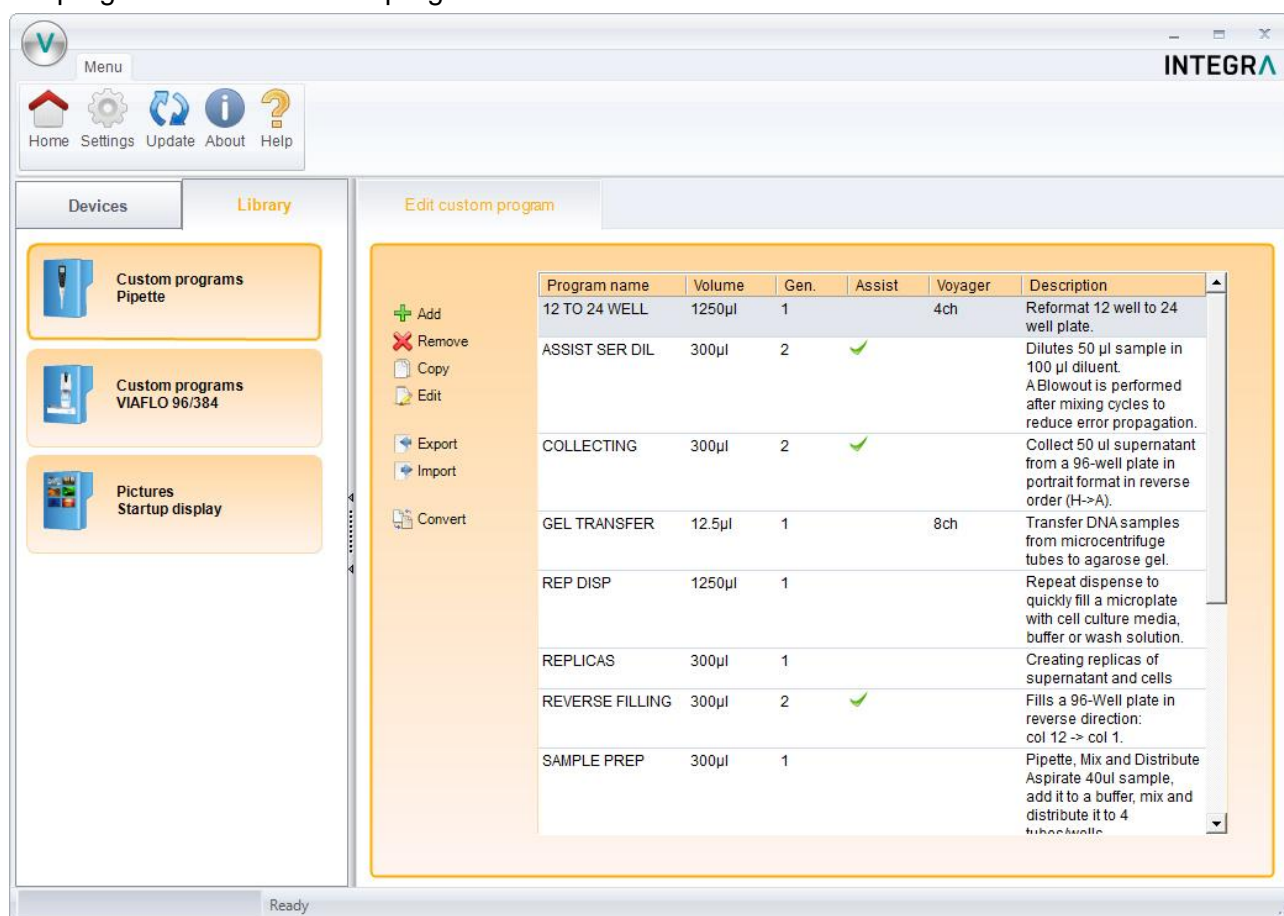 V
Menu
INTEGRA
Home Settings Update About Help
Devices Library
Custom programs
Pipette
Custom programs
VIAFLO 96/384
Pictures
Startup display
Edit custom program
Add
Remove
Copy
Edit
Export
Import
Convert
Program name Volume Gen. Assist Voyager Description
12 TO 24 WELL 1250µl 1 4ch Reformat 12 well to 24
well plate.
ASSIST SER DIL 300µl 2 Dilutes 50 µl sample in
100 µl diluent.
A Blowout is performed
after mixing cycles to
reduce error propagation.
COLLECTING 300µl 2 Collect 50 ul supernatant
from a 96-well plate in
portrait format in reverse
order (H->A).
GEL TRANSFER 12.5µl 1 8ch Transfer DNA samples
from microcentrifuge
tubes to agarose gel.
REP DISP 1250µl 1 Repeat dispense to
quickly fill a microplate
with cell culture media,
buffer or wash solution.
REPLICAS 300µl 1 Creating replicas of
supernatant and cells
REVERSE FILLING 300µl 2 Fills a 96-Well plate in
reverse direction:
col 12 -> col 1.
SAMPLE PREP 300µl 1 Pipette, Mix and Distribute
Aspirate 40ul sample,
add it to a buffer, mix and
distribute it to 4
tubes/wells
Ready